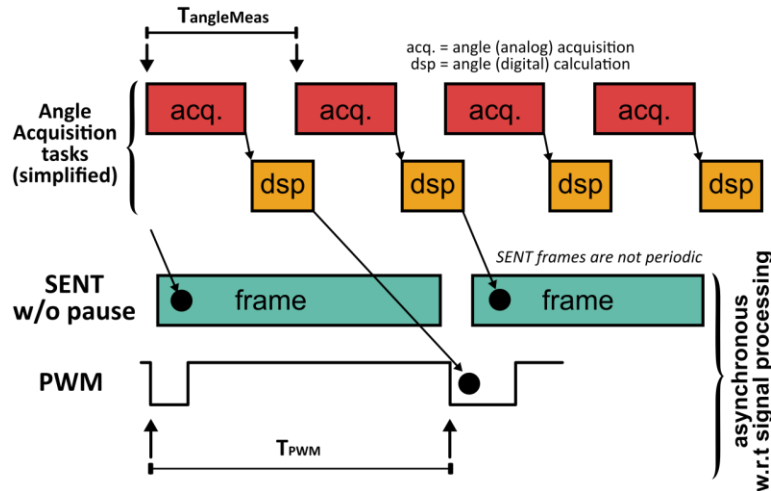 TangleMeas
acq. = angle (analog) acquisition
dsp = angle (digital) calculation
Angle
Acquisition
tasks
(simplified)
acq.
acq.
acq.
acq.
dsp
dsp
dsp
dsp
SENT frames are not periodic
SENT
w/o pause
frame
frame
PWM
TPWM
asynchronous
w.r.t signal processing